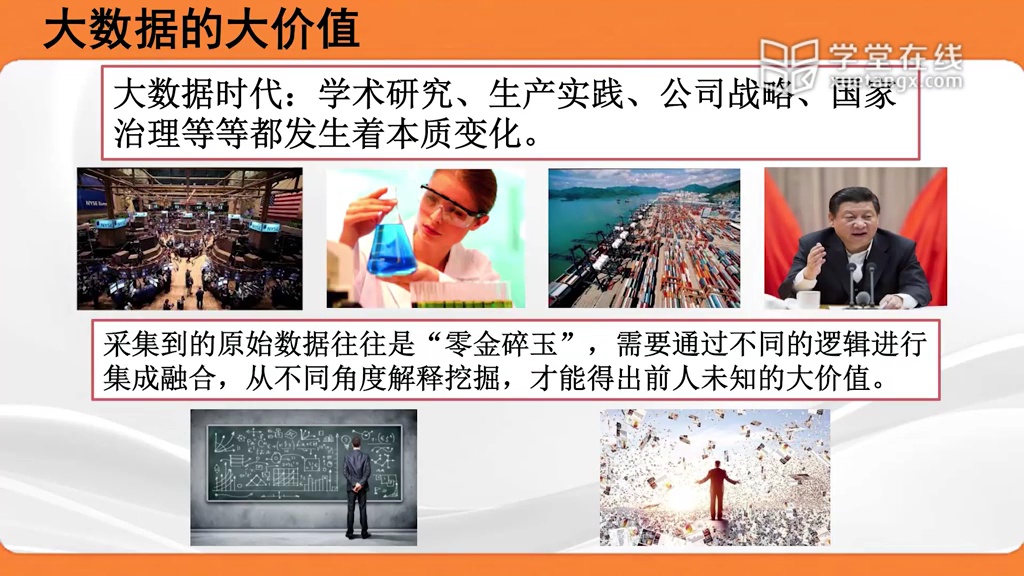 大数据的大价值
学堂在线
xuetangx.com
大数据时代：学术研究、生产实践、公司战略、国家
治理等等都发生着本质变化。
NYSE
NYSE
采集到的原始数据往往是“零金碎玉”，需要通过不同的逻辑进行
集成融合，从不同角度解释挖掘，才能得出前人未知的大价值。